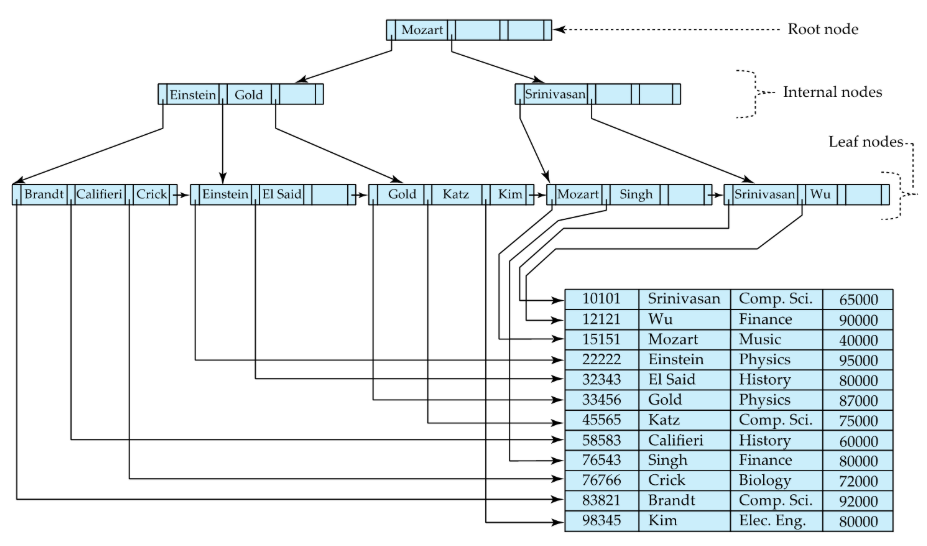 Mozart
Root node
Einstein Gold
Srinivasan
Internal nodes
Leaf nodes
Brandt Califieri Crick
Einstein El Said
Gold Katz Kim
Mozart Singh
Srinivasan Wu
10101 Srinivasan Comp. Sci. 65000
12121 Wu Finance 90000
15151 Mozart Music 40000
22222 Einstein Physics 95000
32343 El Said History 80000
33456 Gold Physics 87000
45565 Katz Comp. Sci. 75000
58583 Califieri History 60000
76543 Singh Finance 80000
76766 Crick Biology 72000
83821 Brandt Comp. Sci. 92000
98345 Kim Elec. Eng. 80000